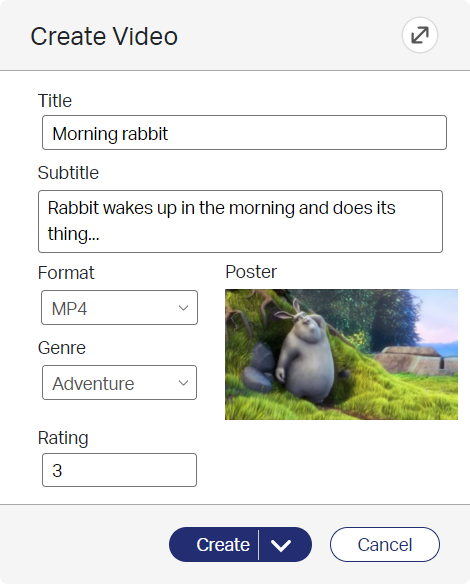 Create Video
Title
Morning rabbit
Subtitle
Rabbit wakes up in the morning and does its
thing...
Format
Poster
MP4
Genre
Adventure
Rating
3
Create
Cancel